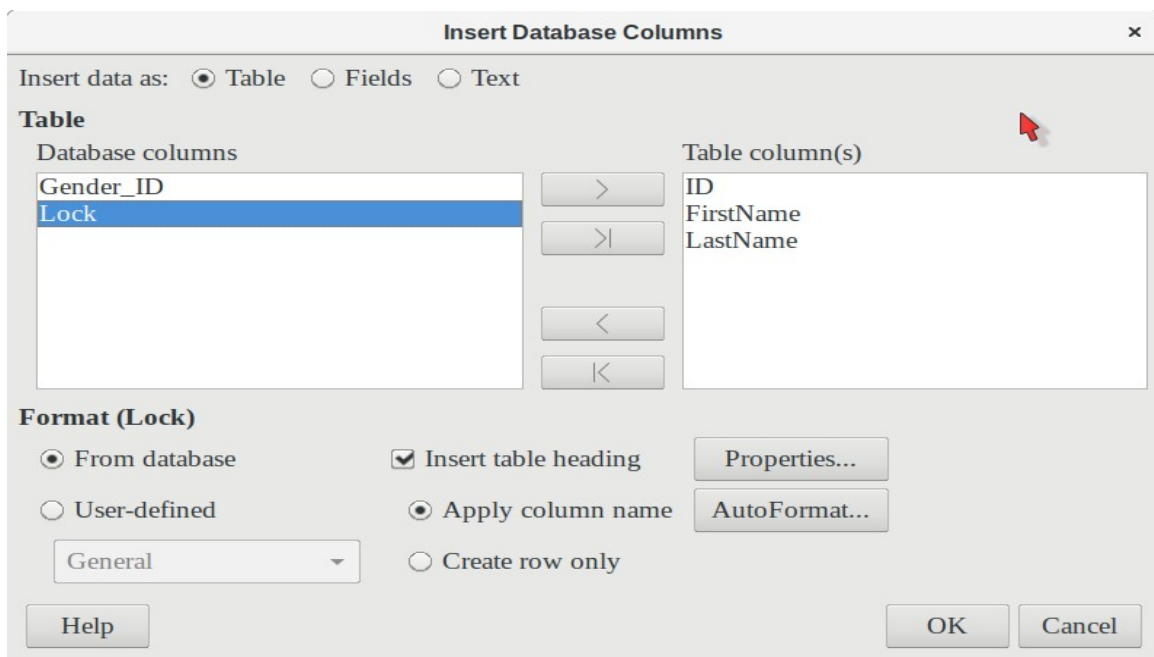 Insert Database Columns ×
Insert data as: Table Fields Text
Table
Database columns
Table column(s)
Gender_ID
Lock
>
>|
<
|<
ID
FirstName
LastName
Format (Lock)
From database
Insert table heading
Properties...
User-defined
Apply column name
AutoFormat...
General
Create row only
Help
OK
Cancel